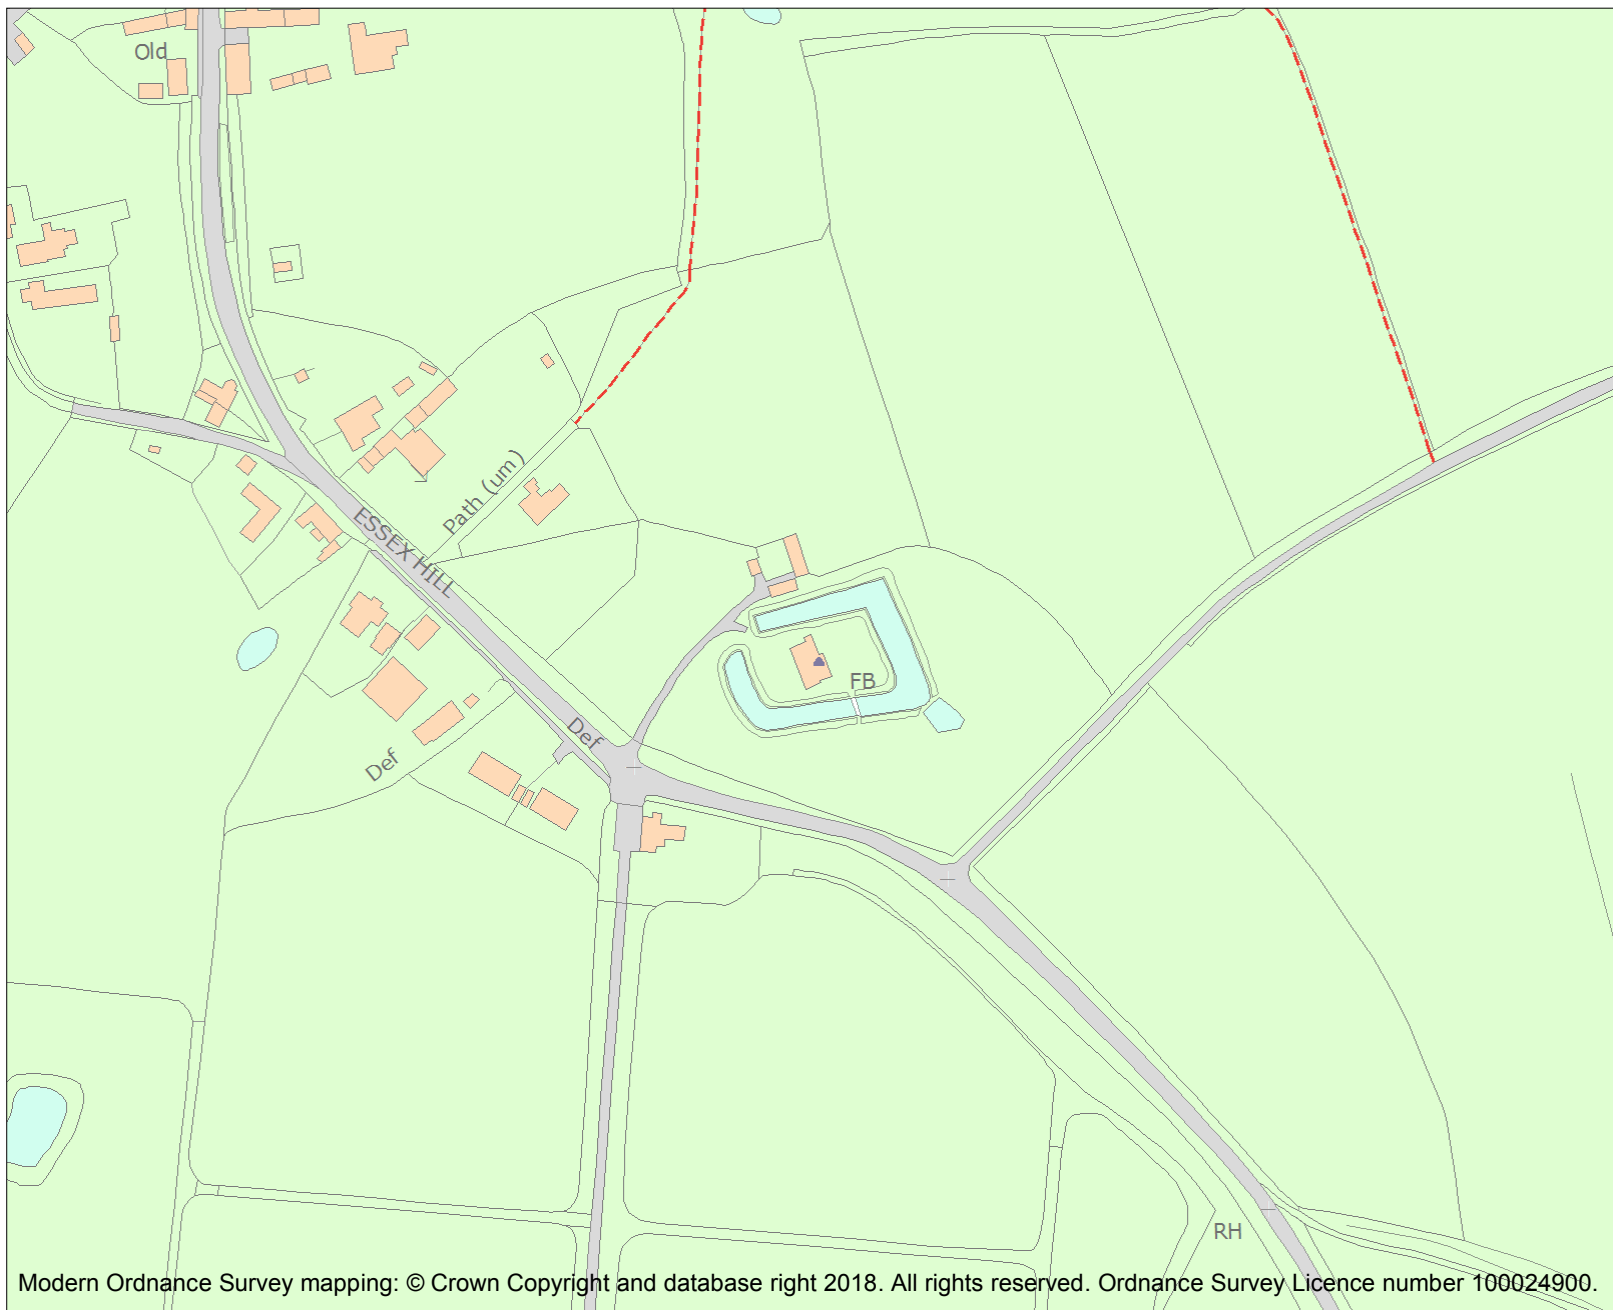 Old
Path (um)
ESSEX HILL
FB
Def
Def
RH
Modern Ordnance Survey mapping: © Crown Copyright and database right 2018. All rights reserved. Ordnance Survey Licence number 100024900.